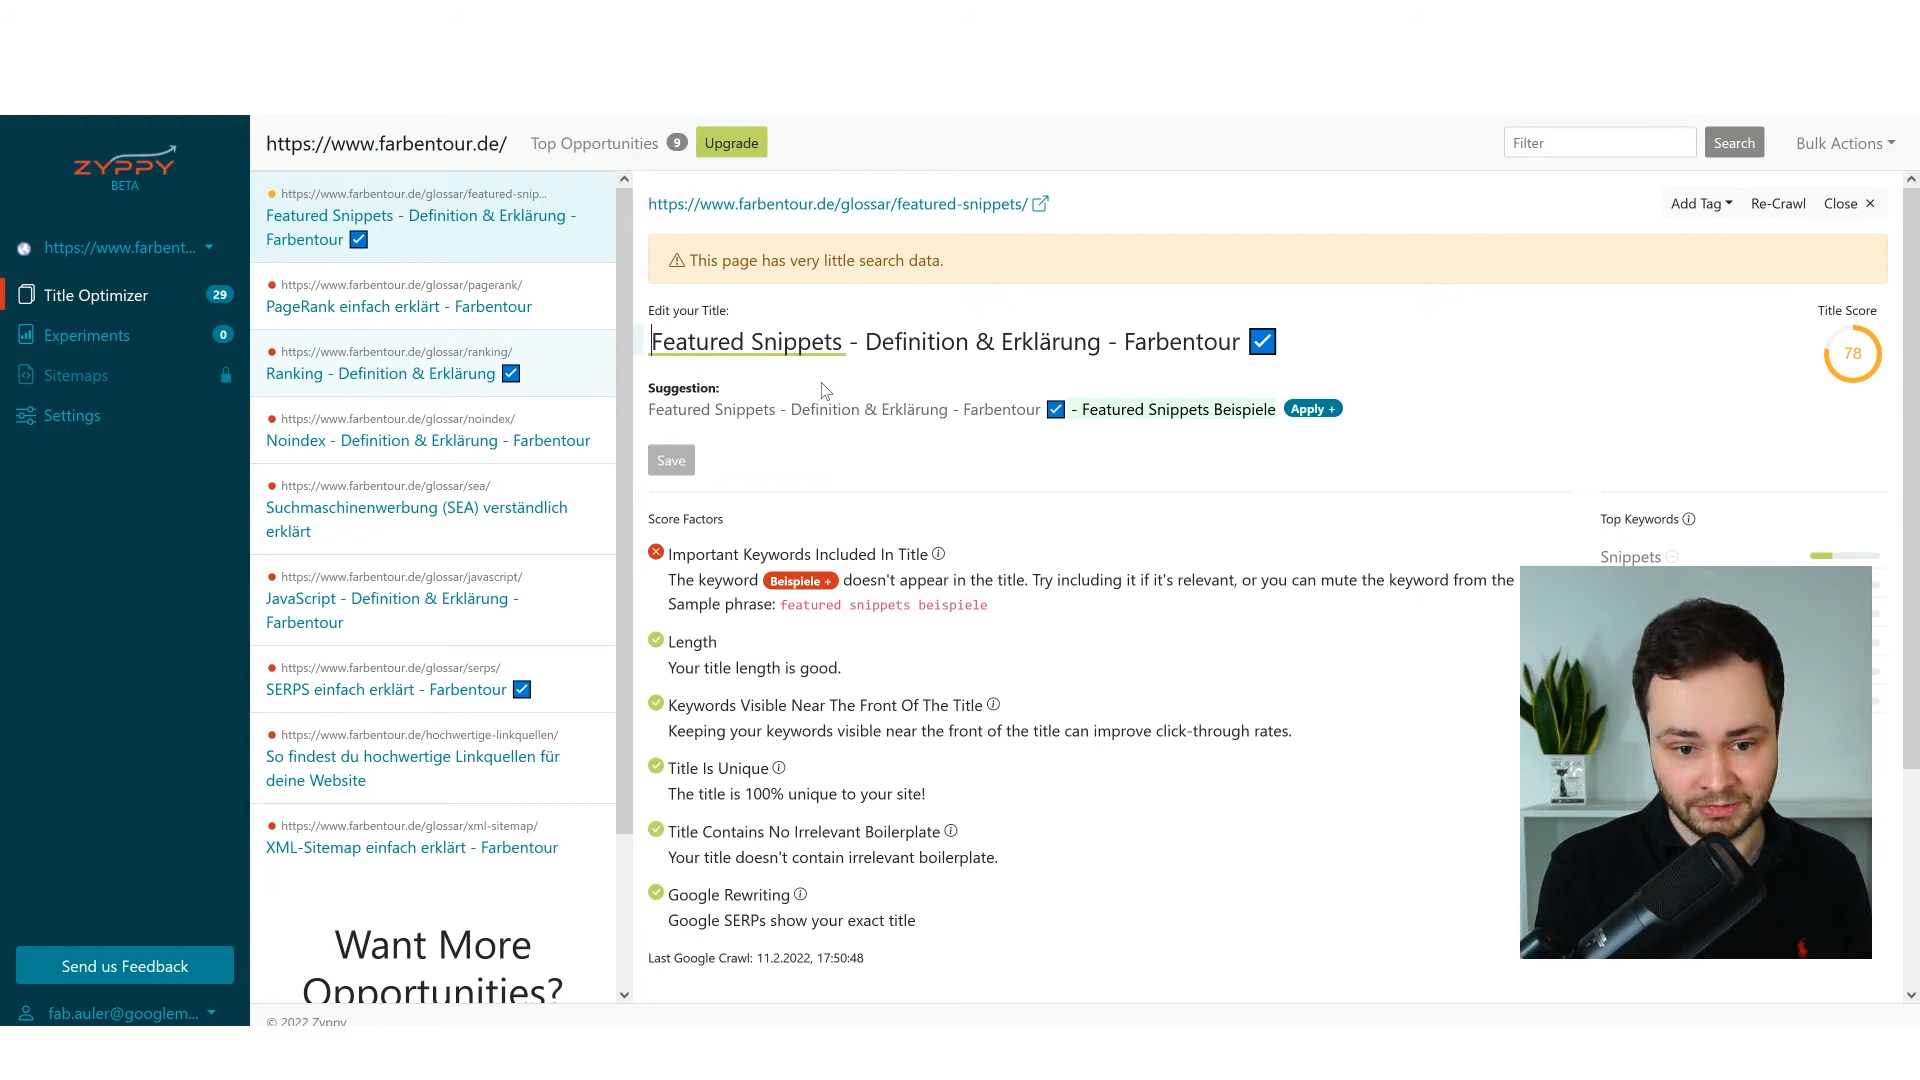 ZYPPY
BETA
https://www.farbent...
Title Optimizer 29
Experiments 0
Sitemaps
Settings
Send us Feedback
fab.auler@googlem...
https://www.farbentour.de/ Top Opportunities 9 Upgrade Filter Search Bulk Actions
https://www.farbentour.de/glossar/featured-snip...
Featured Snippets - Definition & Erklärung -
Farbentour
https://www.farbentour.de/glossar/pagerank/
PageRank einfach erklärt - Farbentour
https://www.farbentour.de/glossar/ranking/
Ranking - Definition & Erklärung
https://www.farbentour.de/glossar/noindex/
Noindex - Definition & Erklärung - Farbentour
https://www.farbentour.de/glossar/sea/
Suchmaschinenwerbung (SEA) verständlich
erklärt
https://www.farbentour.de/glossar/javascript/
JavaScript - Definition & Erklärung -
Farbentour
https://www.farbentour.de/glossar/serps/
SERPS einfach erklärt - Farbentour
https://www.farbentour.de/hochwertige-linkquellen/
So findest du hochwertige Linkquellen für
deine Website
https://www.farbentour.de/glossar/xml-sitemap/
XML-Sitemap einfach erklärt - Farbentour
Want More
Opportunities?
© 2022 Zyppy
https://www.farbentour.de/glossar/featured-snippets/ Add Tag Re-Crawl Close ×
This page has very little search data.
Edit your Title: Title Score
Featured Snippets - Definition & Erklärung - Farbentour 78
Suggestion:
Featured Snippets - Definition & Erklärung - Farbentour ☑ - Featured Snippets Beispiele Apply +
Save
Score Factors
Important Keywords Included In Title
The keyword Beispiele + doesn't appear in the title. Try including it if it's relevant, or you can mute the keyword from the
Sample phrase: featured snippets beispiele
Length
Your title length is good.
Keywords Visible Near The Front Of The Title
Keeping your keywords visible near the front of the title can improve click-through rates.
Title Is Unique
The title is 100% unique to your site!
Title Contains No Irrelevant Boilerplate
Your title doesn't contain irrelevant boilerplate.
Google Rewriting
Google SERPs show your exact title
Last Google Crawl: 11.2.2022, 17:50:48
Top Keywords
Snippets